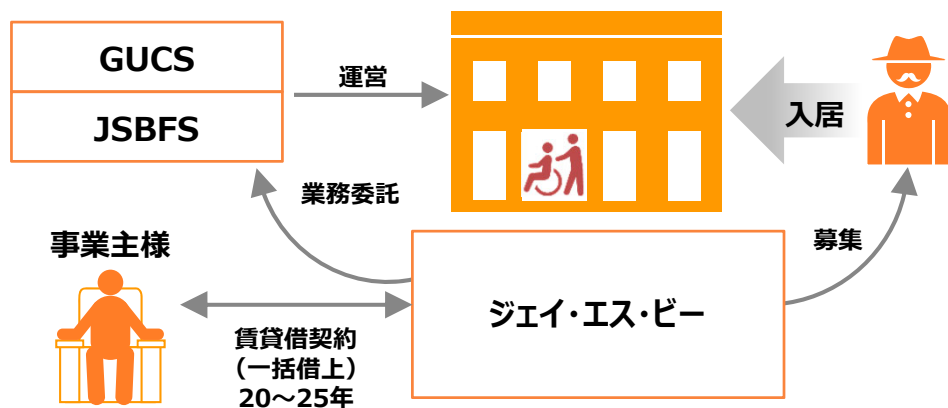 GUCS
JSBFS
運営
入居
業務委託
募集
事業主様
ジェイ・エス・ビー
賃貸借契約
（一括借上）
20～25年